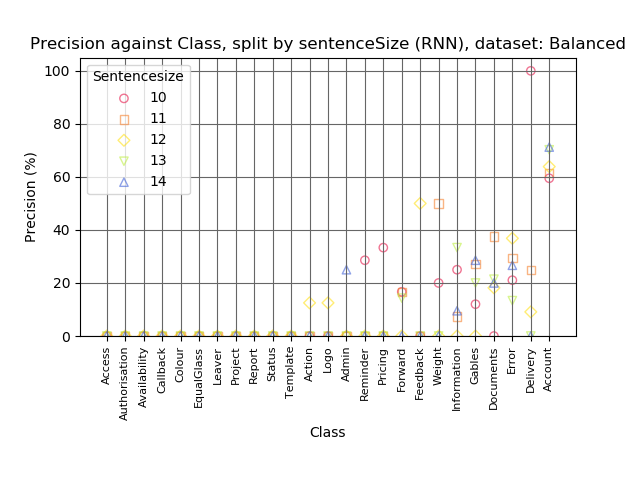 Precision against Class, split by sentenceSize (RNN), dataset: Balanced
Sentencesize
10
11
12
13
14
Precision (%)
100
80
60
40
20
0
Access
Authorisation
Availability
Callback
Colour
EqualGlass
Leaver
Project
Report
Status
Template
Action
Logo
Admin
Reminder
Pricing
Forward
Feedback
Weight
Information
Gables
Documents
Error
Delivery
Account
Class